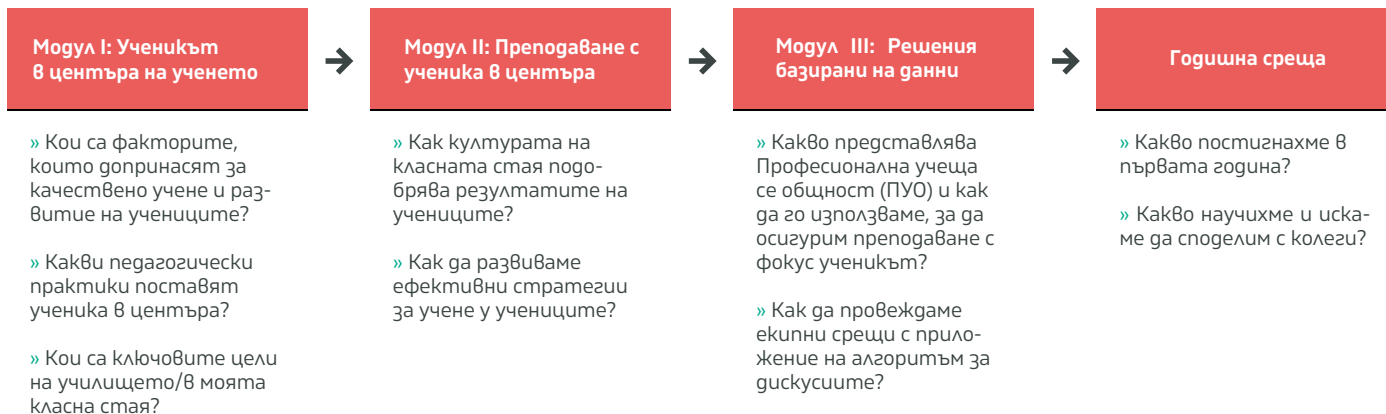 Модул I: Ученикът
в центъра на ученето
» Кои са факторите,
които допринасят за
качествено учене и раз-
витие на учениците?
» Какви педагогически
практики поставят
ученика в центъра?
» Кои са ключовите цели
на училището/в моята
класна стая?
Модул II: Преподаване с
ученика в центъра
» Как културата на
класната стая подо-
брява резултатите на
учениците?
» Как да развиваме
ефективни стратегии
за учене у учениците?
Модул III: Решения
базирани на данни
» Какво представлява
Професионална учеща
се общност (ПУО) и как
да го използваме, за да
осигурим преподаване с
фокус ученикът?
» Как да провеждаме
екипни срещи с прило-
жение на алгоритъм за
дискусиите?
Годишна среща
» Какво постигнахме в
първата година?
» Какво научихме и иска-
ме да споделим с колеги?